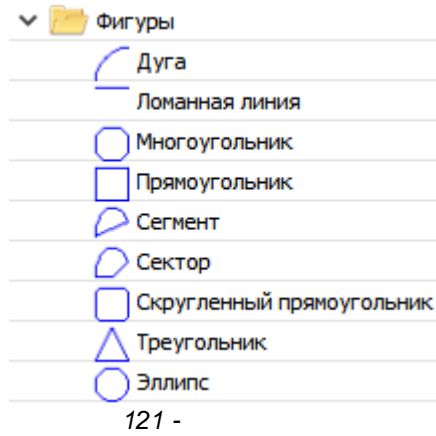 Фигуры
Дуга
Ломанная линия
Многоугольник
Прямоугольник
Сегмент
Сектор
Скругленный прямоугольник
Треугольник
Эллипс
121 -